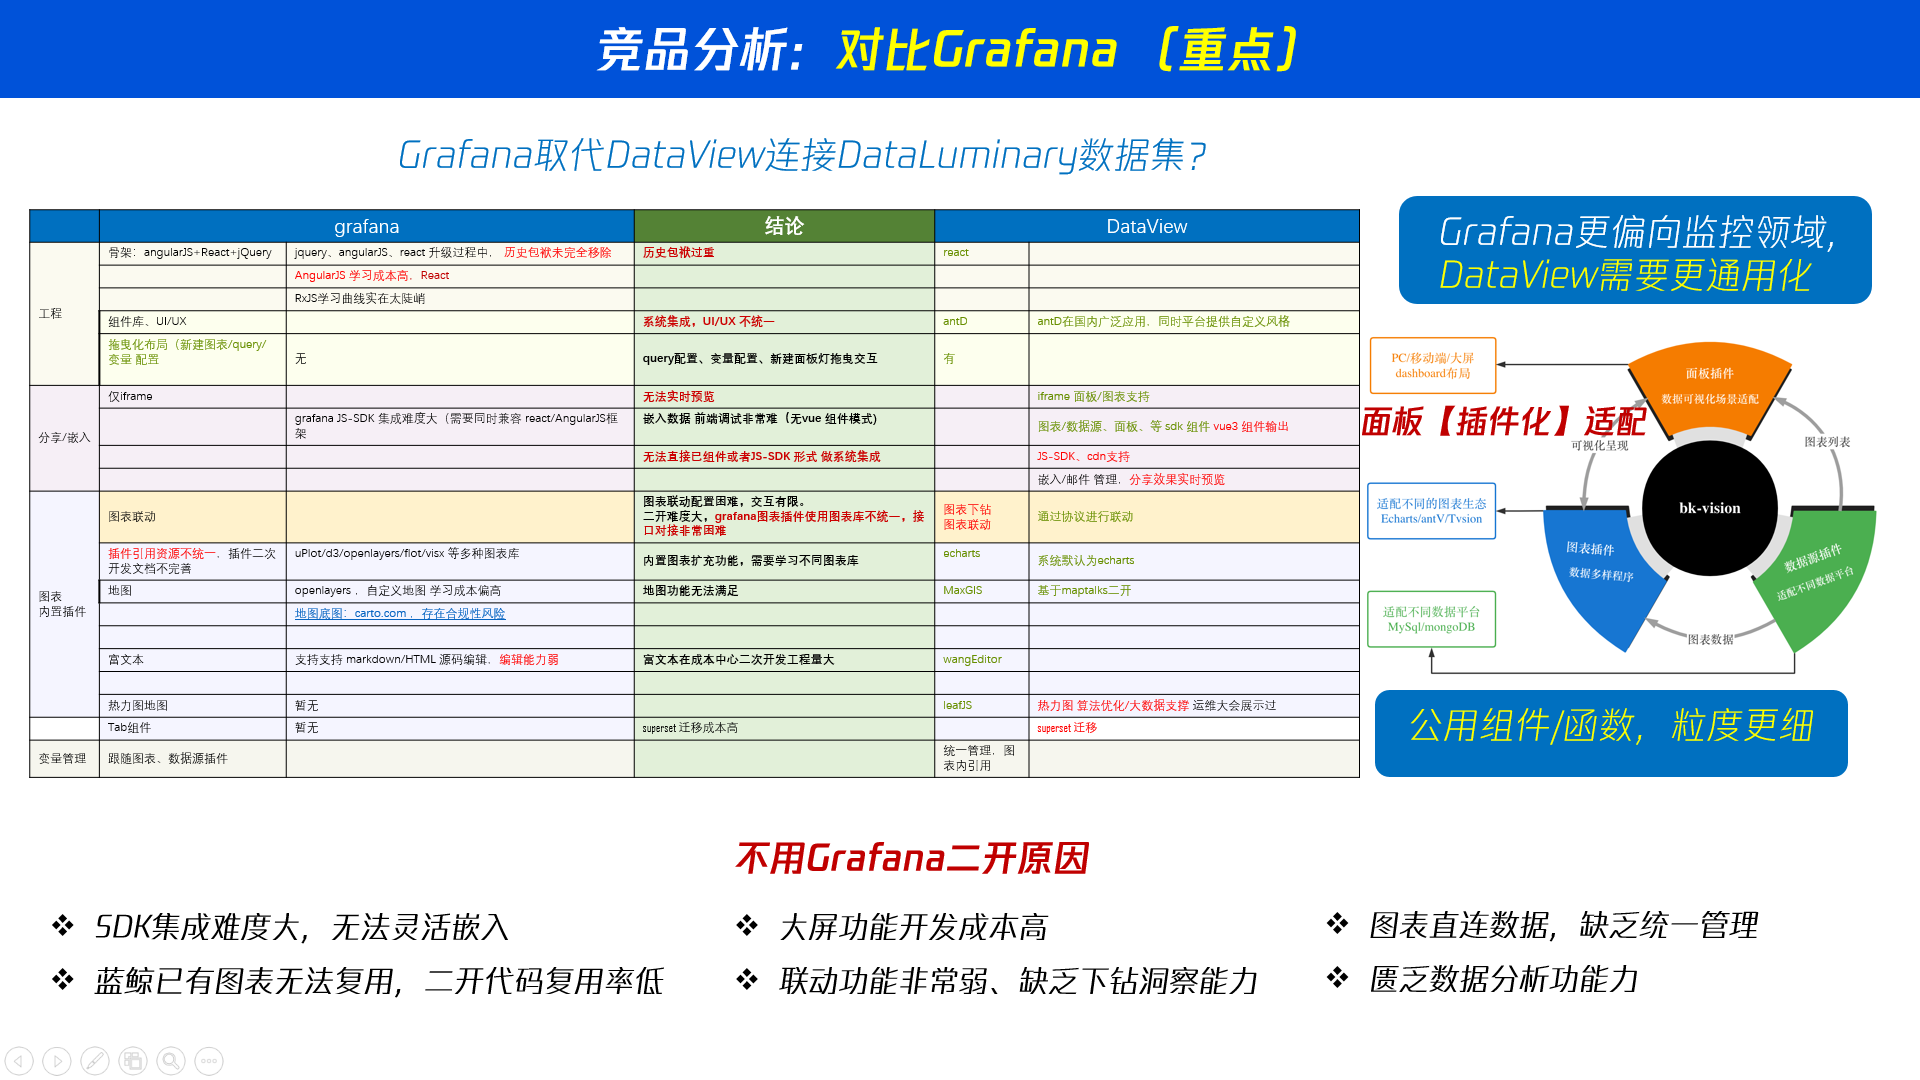 竞品分析：对比Grafana（重点）
Grafana取代DataView连接DataLuminary数据集？
grafana 结论 DataView
工程
骨架：angularJS+React+jQuery jquery、angularJS、react 升级过程中，历史包袱未完全移除 历史包袱过重 react
AngularJS 学习成本高，React
RxJS学习曲线实在太陡峭
组件库、UI/UX 系统集成，UI/UX 不统一 antD antD在国内广泛应用，同时平台提供自定义风格
拖曳化布局（新建图表/query/
变量 配置 无 query配置、变量配置、新建面板灯拖曳交互 有
分享/嵌入
仅iframe 无法实时预览 iframe 面板/图表支持
grafana JS-SDK 集成难度大（需要同时兼容 react/AngularJS框
架 嵌入数据 前端调试非常难（无vue 组件模式） 图表/数据源、面板、等 sdk 组件 vue3 组件输出
无法直接已组件或者JS-SDK 形式 做系统集成 JS-SDK、cdn支持
嵌入/邮件 管理，分享效果实时预览
图表
内置插件
图表联动
图表联动配置困难，交互有限。
二开难度大，grafana图表插件使用图表库不统一，接
口对接非常困难
图表下钻
图表联动
通过协议进行联动
插件引用资源不统一，插件二次
开发文档不完善
uPlot/d3/openlayers/flot/visx 等多种图表库 内置图表扩充功能，需要学习不同图表库 echarts 系统默认为echarts
地图 openlayers ，自定义地图 学习成本偏高 地图功能无法满足 MaxGIS 基于maptalks二开
地图底图：carto.com ，存在合规性风险
富文本 支持支持 markdown/HTML 源码编辑，编辑能力弱 富文本在成本中心二次开发工程量大 wangEditor
热力图地图 暂无 leafJS 热力图 算法优化/大数据支撑 运维大会展示过
Tab组件 暂无 superset 迁移成本高 superset 迁移
变量管理 跟随图表、数据源插件
统一管理，图
表内引用
Grafana更偏向监控领域，
DataView需要更通用化
PC/移动端/大屏
dashboard布局
面板【插件化】适配
面板插件
数据可视化场景适配
可视化呈现
图表列表
适配不同的图表生态
Echarts/antV/Tvsion
bk-vision
图表插件
数据多样程序
数据源插件
适配不同数据平台
适配不同数据平台
MySql/mongoDB
图表数据
公用组件/函数，粒度更细
不用Grafana二开原因
❖ SDK集成难度大，无法灵活嵌入
❖ 蓝鲸已有图表无法复用，二开代码复用率低
❖ 大屏功能开发成本高
❖ 联动功能非常弱、缺乏下钻洞察能力
❖ 图表直连数据，缺乏统一管理
❖ 匮乏数据分析功能力